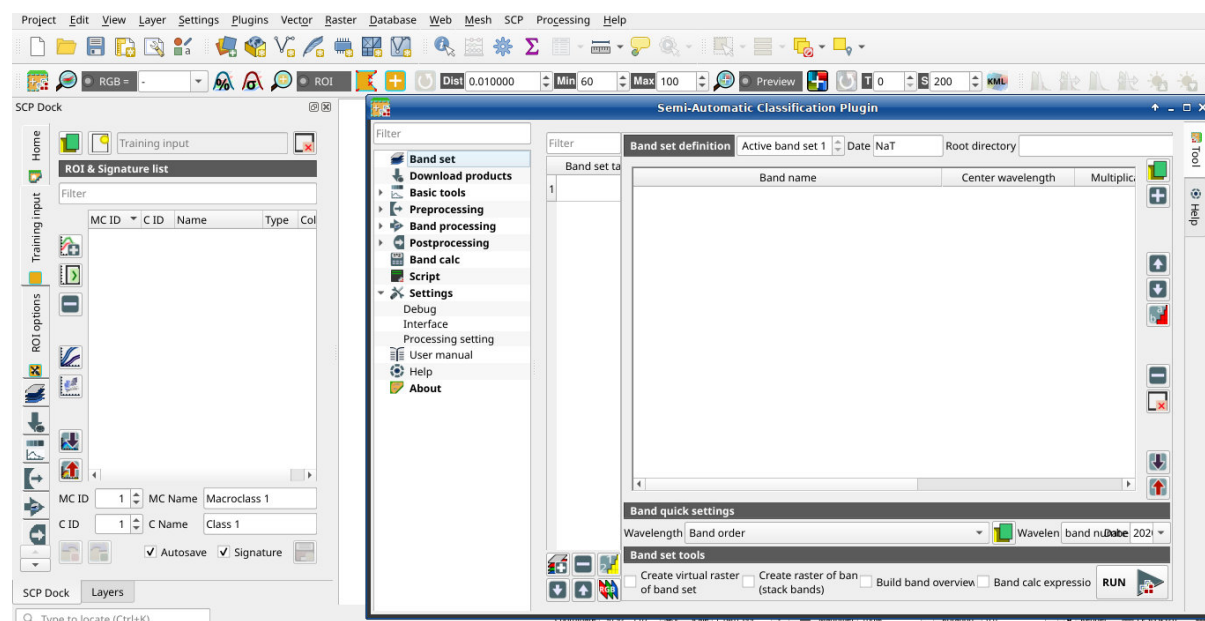 Project Edit View Layer Settings Plugins Vector Raster Database Web Mesh SCP Processing Help
RGB = - ROI Dist 0.010000 Min 60 Max 100 Preview T 0 S 200 KML
SCP Dock
Semi-Automatic Classification Plugin
Home
Training input
ROI options
Training input
ROI & Signature list
Filter
MC ID C ID Name Type Col
MC ID 1 MC Name Macroclass 1
C ID 1 C Name Class 1
Autosave Signature
SCP Dock Layers
Type to locate (Ctrl+K)
Filter
Band set
Download products
Basic tools
Preprocessing
Band processing
Postprocessing
Band calc
Script
Settings
Debug
Interface
Processing setting
User manual
Help
About
Filter
Band set ta
1
Band set definition Active band set 1 Date NaT Root directory
Band name Center wavelength Multiplic
Band quick settings
Wavelength Band order Wavelen band nu Date 202
Band set tools
Create virtual raster of band set
Create raster of ban (stack bands)
Build band overview
Band calc expressio
RUN
RGB
Tool
Help